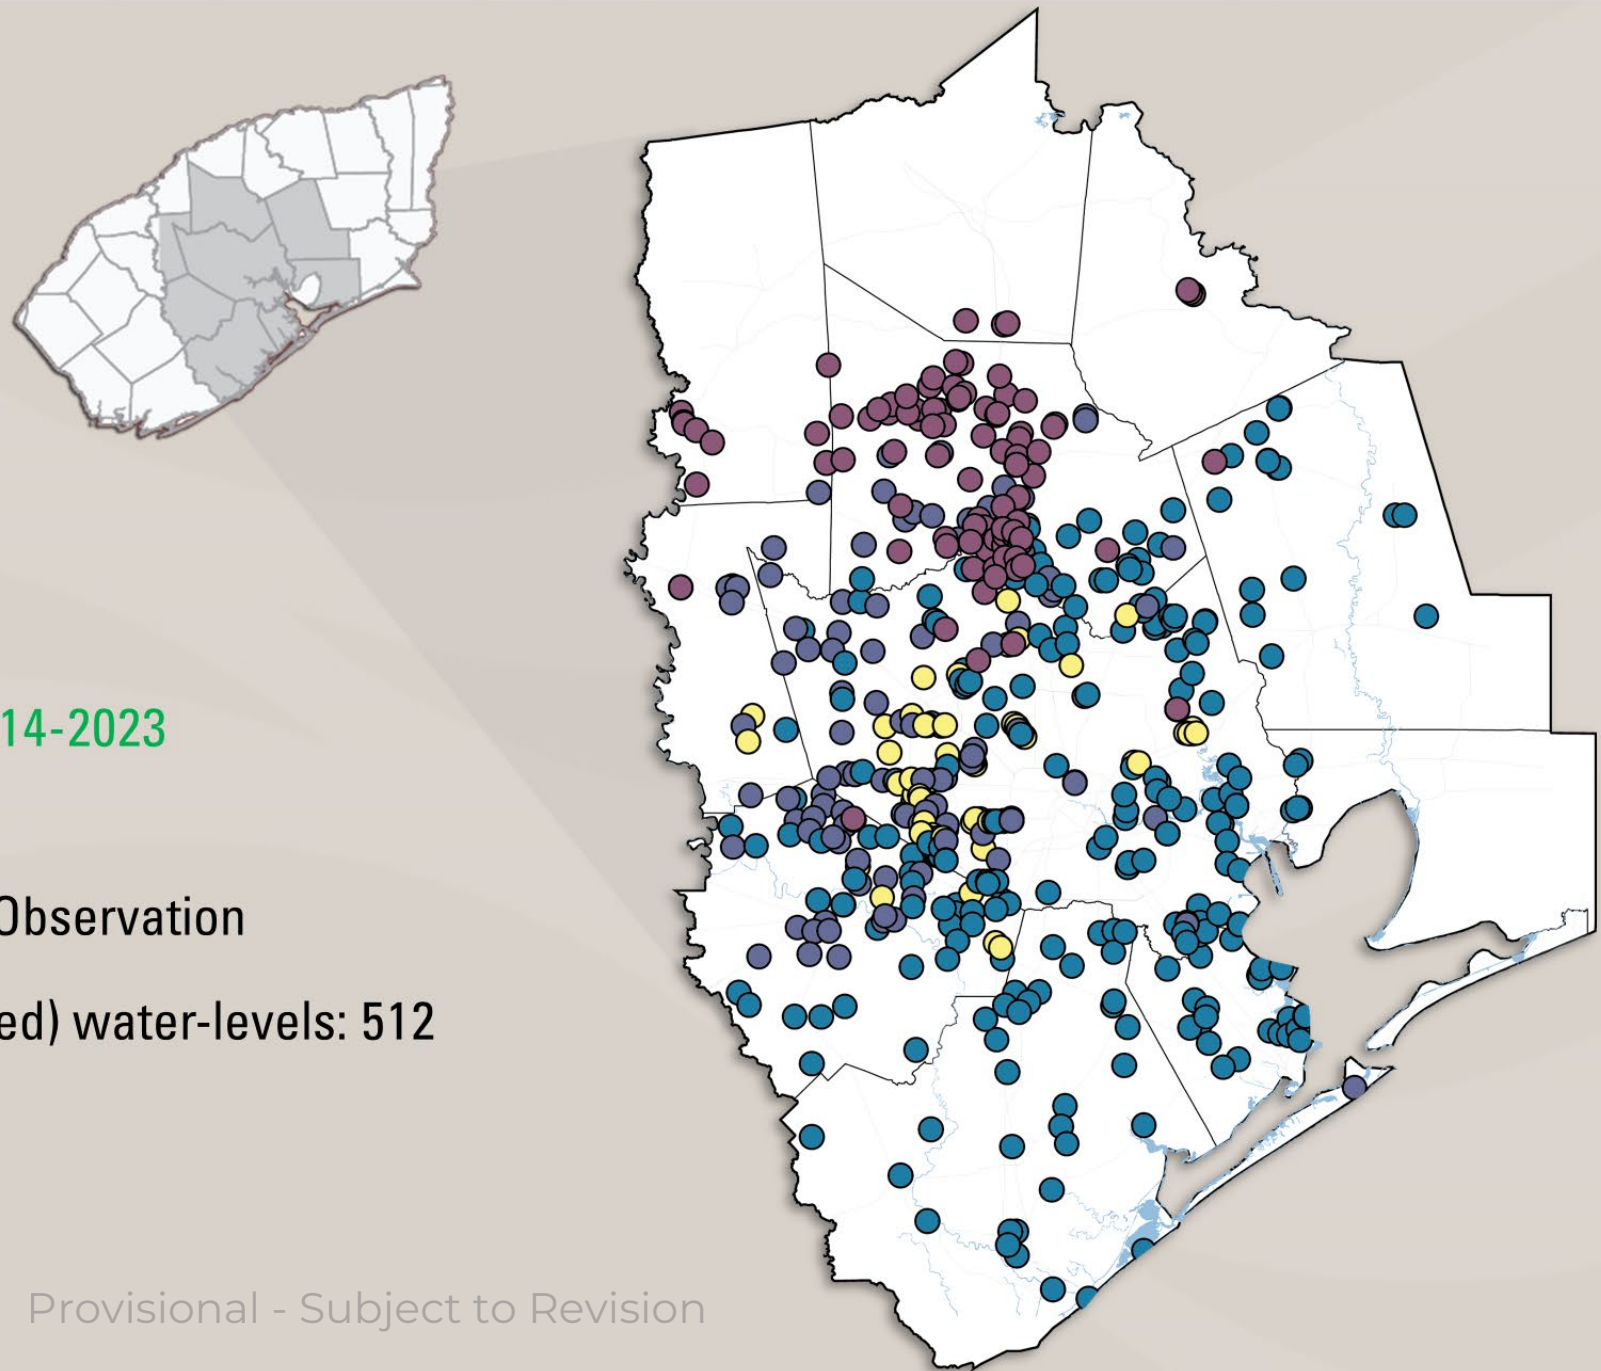 14-2023
Observation
ed) water-levels: 512
Provisional - Subject to Revision